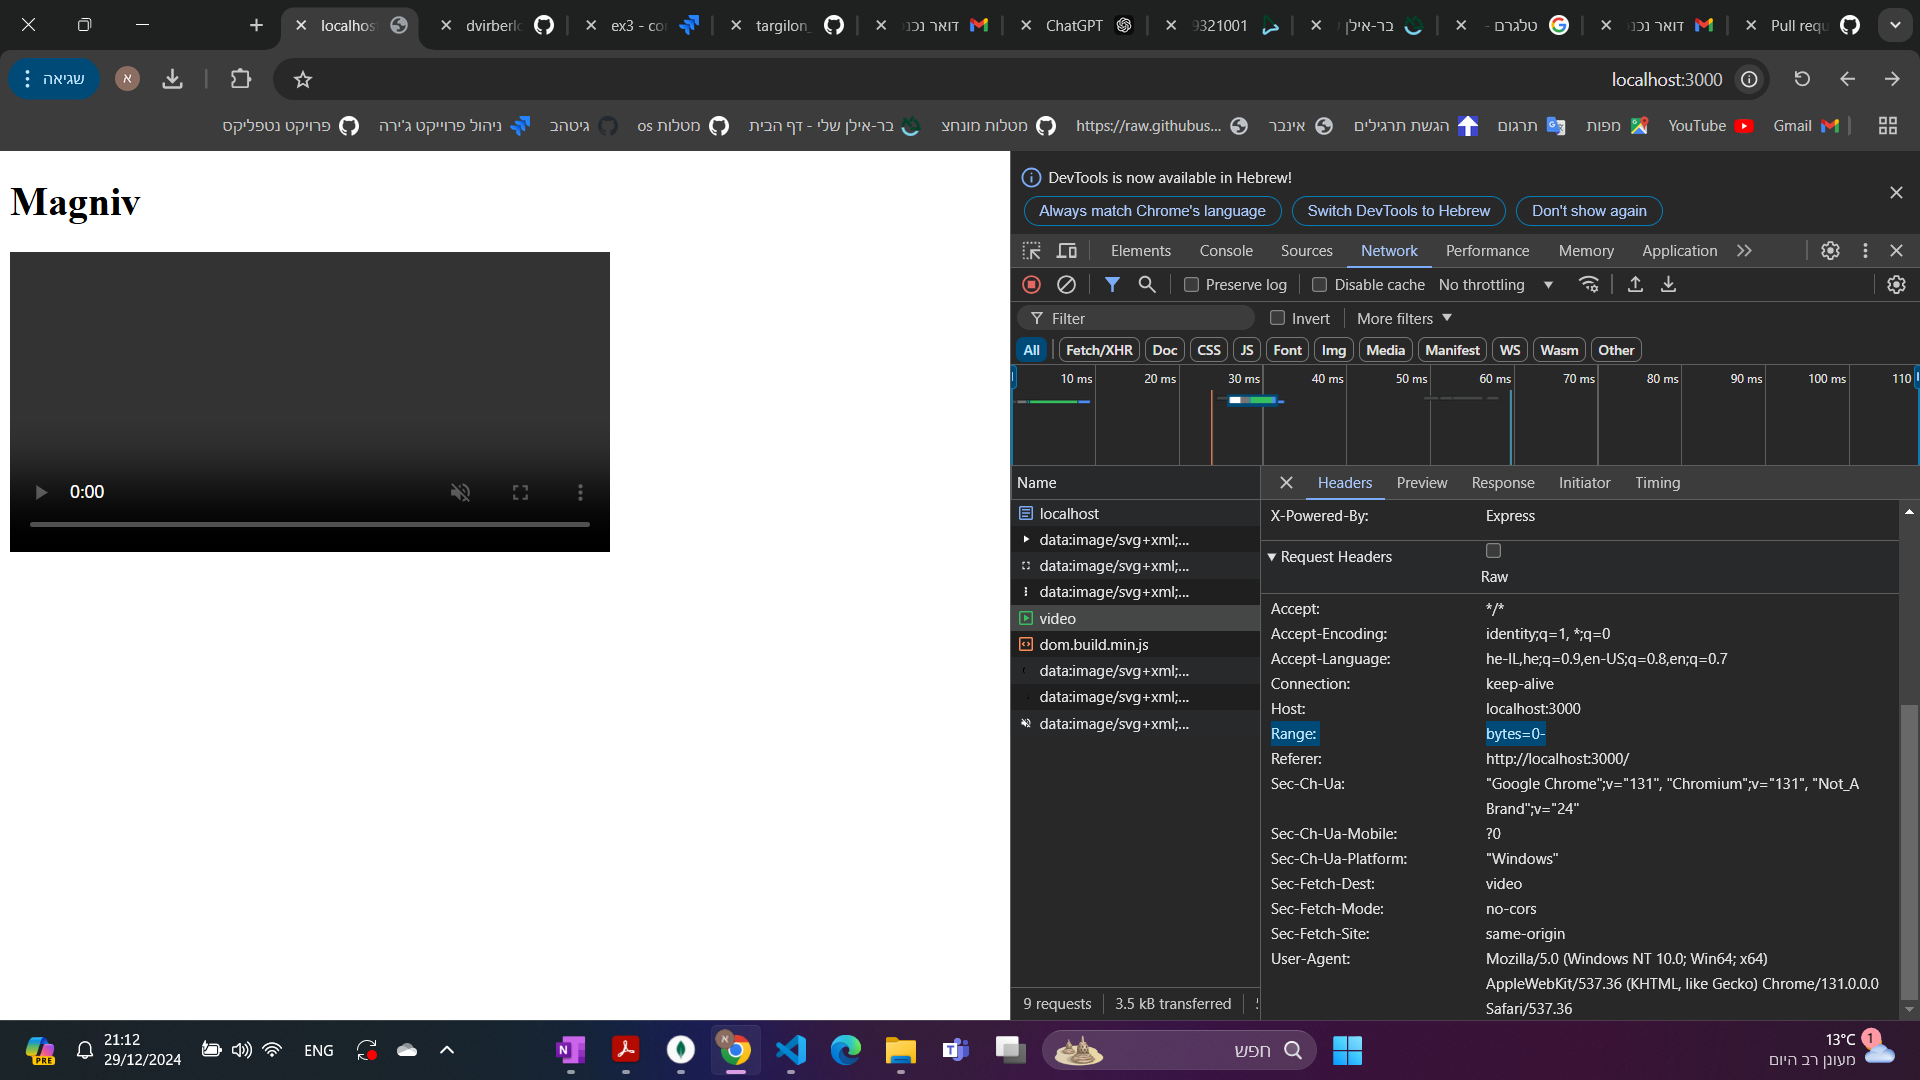 localhost
dvirberlo
ex3 - co
targilon_
דואר נכנס
ChatGPT
9321001
בר-אילן
טלגרם -
דואר נכנס
Pull requ
שגיאה
א
localhost:3000
פרויקט נטפליקס
ניהול פרוייקט ג'ירה
גיטהב
מטלות os
בר-אילן שלי - דף הבית
מטלות מונחצ
https://raw.githubus...
אינבר
הגשת תרגילים
תרגום
מפות
YouTube
Gmail
Magniv
0:00
DevTools is now available in Hebrew!
Always match Chrome's language
Switch DevTools to Hebrew
Don't show again
Elements Console Sources Network Performance Memory Application
Preserve log Disable cache No throttling
Filter Invert More filters
All Fetch/XHR Doc CSS JS Font Img Media Manifest WS Wasm Other
10 ms 20 ms 30 ms 40 ms 50 ms 60 ms 70 ms 80 ms 90 ms 100 ms 110
Name
localhost
data:image/svg+xml;...
data:image/svg+xml;...
data:image/svg+xml;...
video
dom.build.min.js
data:image/svg+xml;...
data:image/svg+xml;...
data:image/svg+xml;...
9 requests 3.5 kB transferred
Headers Preview Response Initiator Timing
X-Powered-By: Express
Request Headers
Raw
Accept: */*
Accept-Encoding: identity;q=1, *;q=0
Accept-Language: he-IL,he;q=0.9,en-US;q=0.8,en;q=0.7
Connection: keep-alive
Host: localhost:3000
Range: bytes=0-
Referer: http://localhost:3000/
Sec-Ch-Ua: "Google Chrome";v="131", "Chromium";v="131", "Not_A
Brand";v="24"
Sec-Ch-Ua-Mobile: ?0
Sec-Ch-Ua-Platform: "Windows"
Sec-Fetch-Dest: video
Sec-Fetch-Mode: no-cors
Sec-Fetch-Site: same-origin
User-Agent: Mozilla/5.0 (Windows NT 10.0; Win64; x64)
AppleWebKit/537.36 (KHTML, like Gecko) Chrome/131.0.0.0
Safari/537.36
PRE
21:12
29/12/2024
ENG
א
חפש
13°C
מעונן רב היום
1